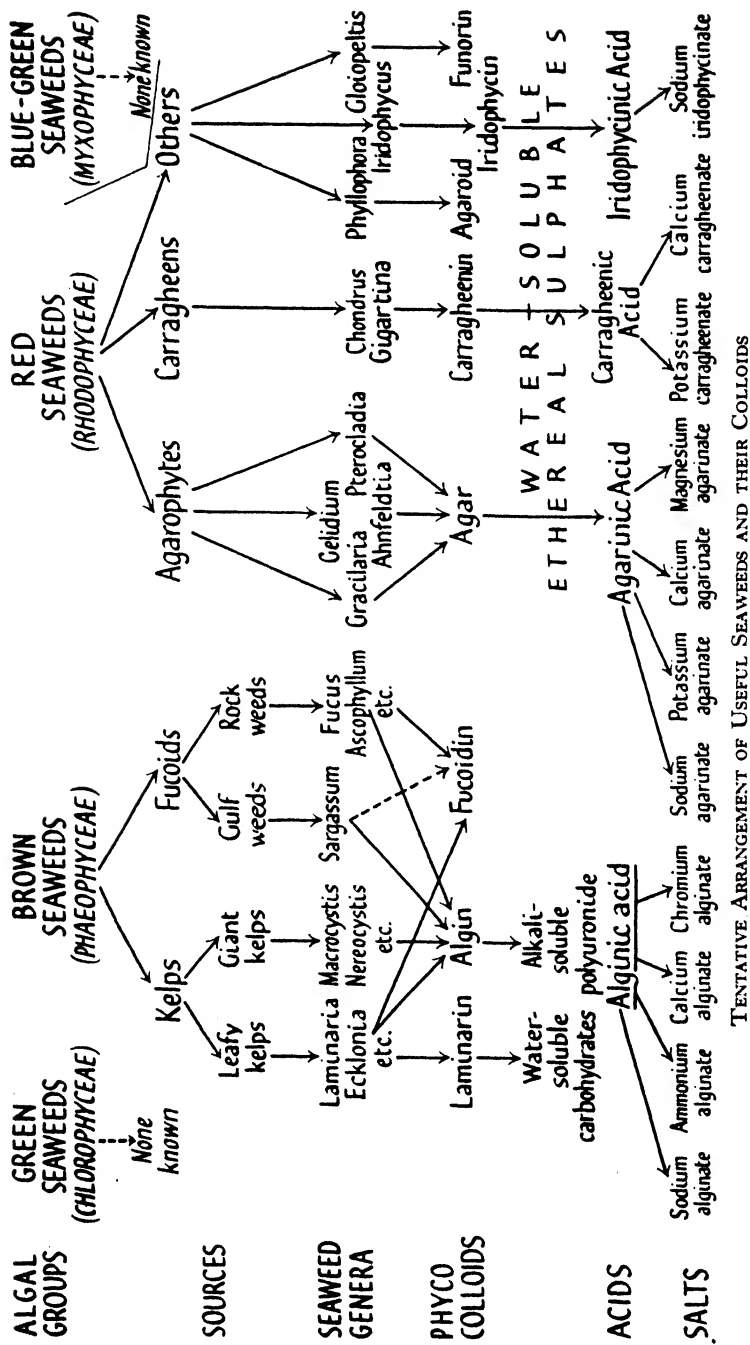 ALGAL GROUPS
GREEN SEAWEEDS (CHLOROPHYCEAE)
BROWN SEAWEEDS (PHAEOPHYCEAE)
RED SEAWEEDS (RHODOPHYCEAE)
BLUE-GREEN SEAWEEDS (MYXOPHYCEAE)
SOURCES
None known
Kelps
Fucoids
Agarophytes
Carragheens
Others
None known
Leafy kelps
Giant kelps
Gulf weeds
Rock weeds
SEAWEED GENERA
Laminaria
Ecklonia
etc.
Macrocystis
Nereocystis
etc.
Sargassum
Fucus
Ascophyllum
etc.
Gracilaria
Gelidium
Ahnfeldtia
Pterocladia
Chondrus
Gigartina
Phyllophora
Iridophycus
Gloiopeltis
PHYCO COLLOIDS
Laminarin
Algin
Fucoidin
Agar
Carragheenin
Agaroid
Iridophycin
Funorin
Water-soluble carbohydrates
Alkali-soluble polyuronide
WATER-SOLUBLE
ETHEREAL SULPHATES
ACIDS
Alginic acid
Agarinic Acid
Carragheenic Acid
Iridophycinic Acid
SALTS
Sodium alginate
Ammonium alginate
Calcium alginate
Chromium alginate
Sodium agarinate
Potassium agarinate
Calcium agarinate
Magnesium agarinate
Potassium carragheenate
Calcium carragheenate
Sodium iridophycinate
TENTATIVE ARRANGEMENT OF USEFUL SEAWEEDS AND THEIR COLLOIDS